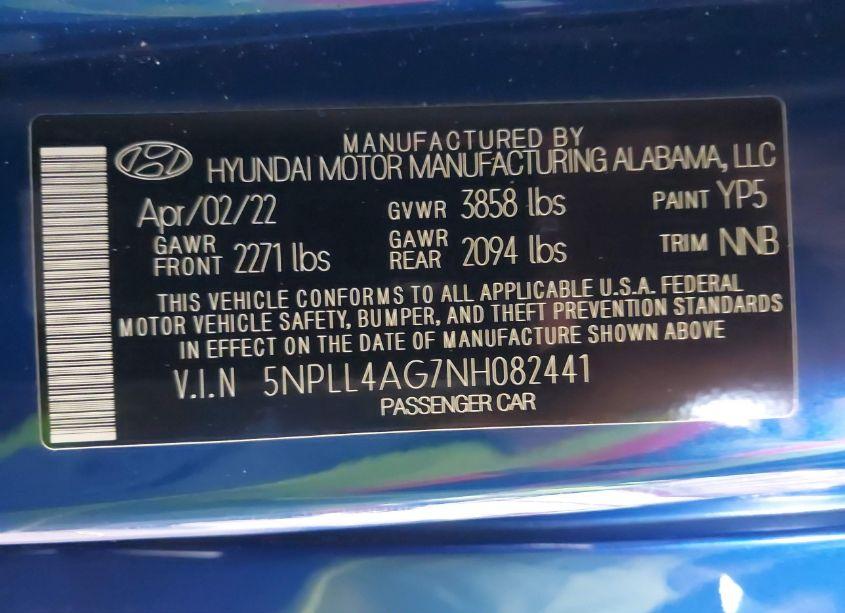 MANUFACTURED BY
HYUNDAI MOTOR MANUFACTURING ALABAMA, LLC
Apr/02/22 GVWR 3858 lbs PAINT YP5
GAWR FRONT 2271 lbs GAWR REAR 2094 lbs TRIM NNB
THIS VEHICLE CONFORMS TO ALL APPLICABLE U.S.A. FEDERAL
MOTOR VEHICLE SAFETY, BUMPER, AND THEFT PREVENTION STANDARDS
IN EFFECT ON THE DATE OF MANUFACTURE SHOWN ABOVE
V.I.N 5NPLL4AG7NH082441
PASSENGER CAR